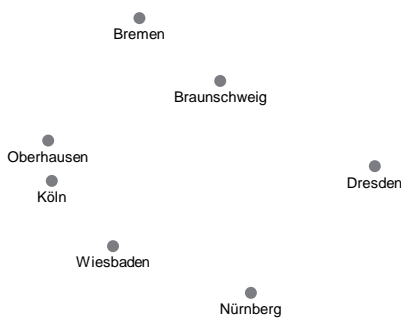 Bremen
Braunschweig
Oberhausen
Dresden
Köln
Wiesbaden
Nürnberg